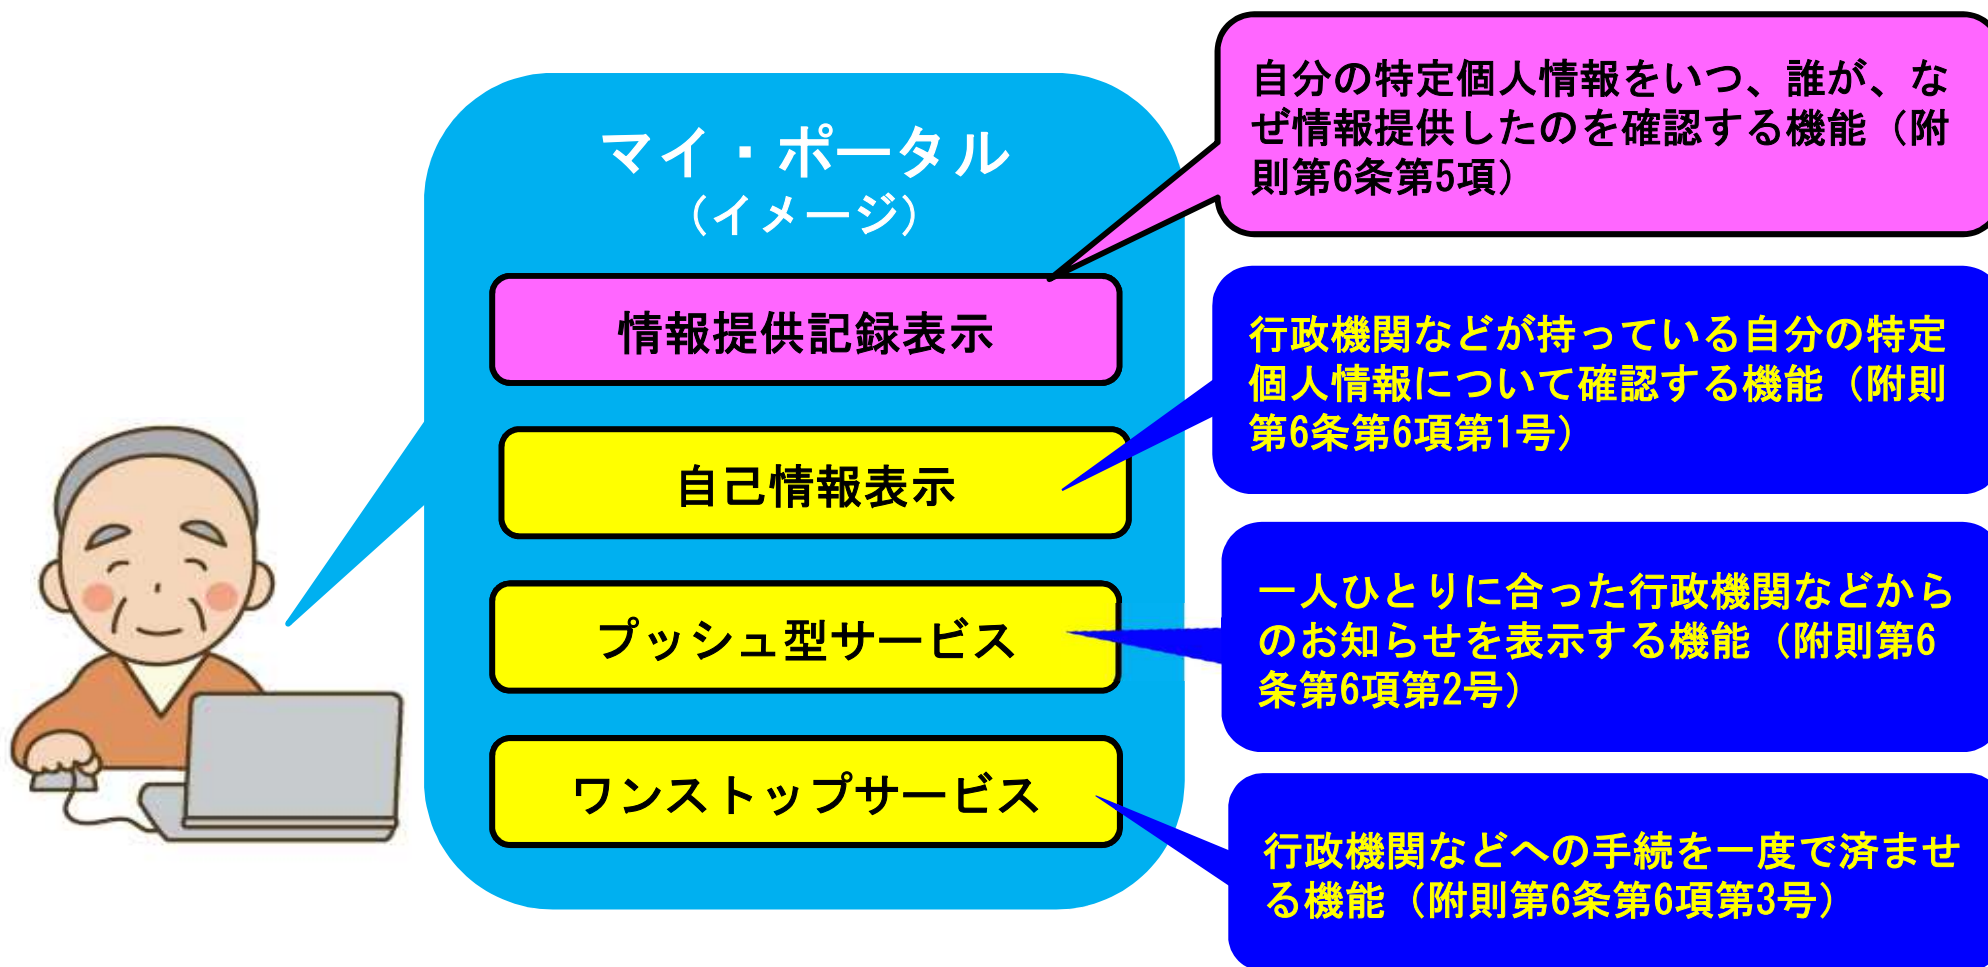 マイ・ポータル
（イメージ）
自分の特定個人情報をいつ、誰が、な
ぜ情報提供したのを確認する機能（附
則第6条第5項）
情報提供記録表示
行政機関などが持っている自分の特定
個人情報について確認する機能（附則
第6条第6項第1号）
自己情報表示
一人ひとりに合った行政機関などから
のお知らせを表示する機能（附則第6
条第6項第2号）
プッシュ型サービス
行政機関などへの手続を一度で済ませ
る機能（附則第6条第6項第3号）
ワンストップサービス